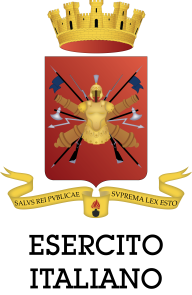 SALVS REI PVBLICAE SVPREMA LEX ESTO
ESERCITO
ITALIANO